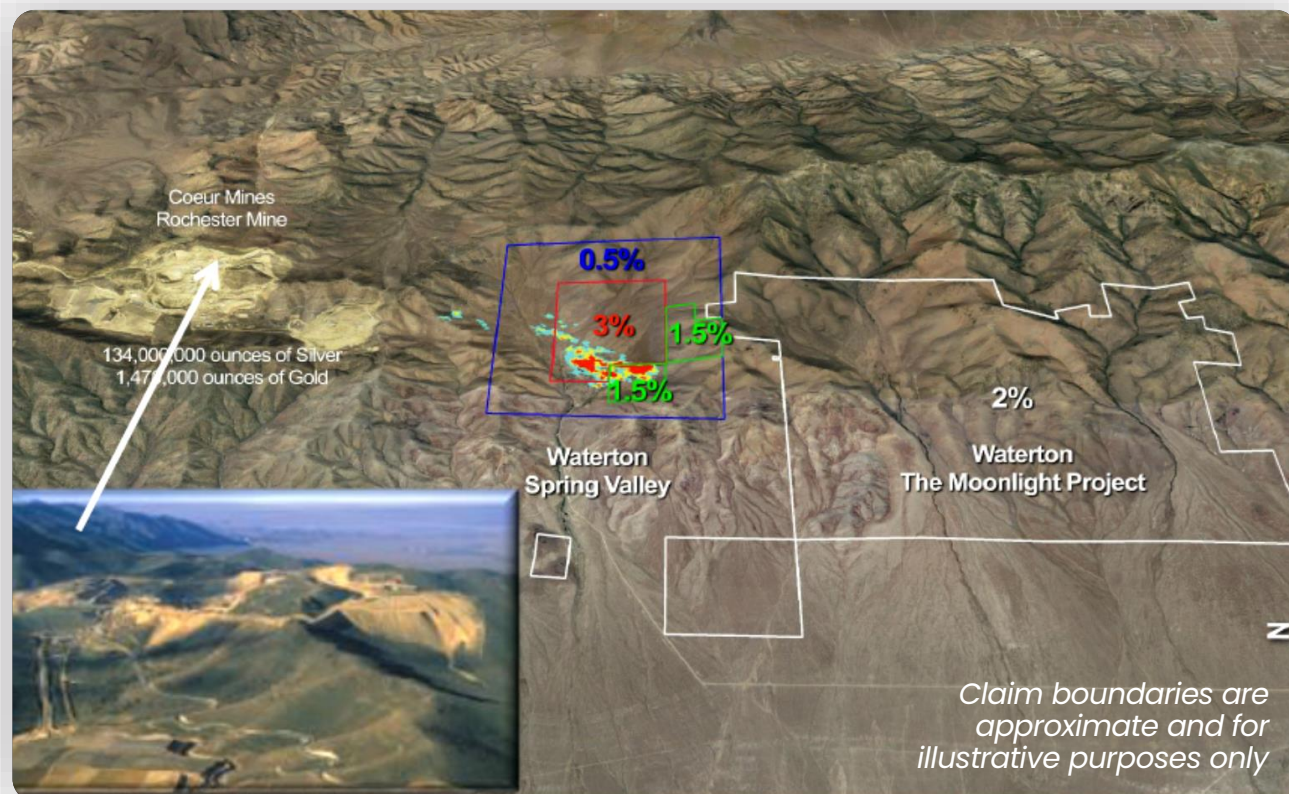 Coeur Mines
Rochester Mine
0.5%
3%
1.5%
134,000,000 ounces of Silver
1,478,000 ounces of Gold
1.5%
2%
Waterton
Spring Valley
Waterton
The Moonlight Project
N
Claim boundaries are
approximate and for
illustrative purposes only